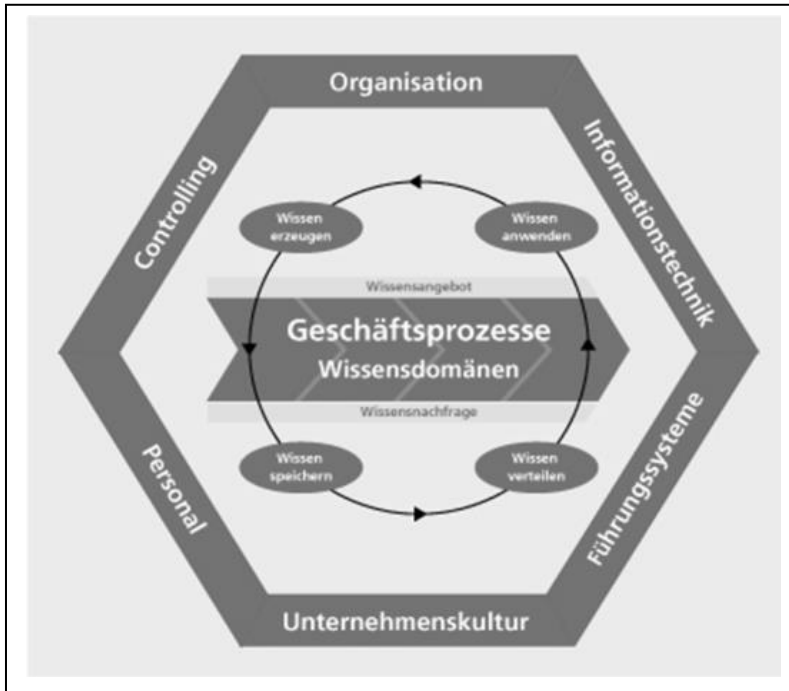 Organisation
Controlling
Informationstechnik
Wissen
erzeugen
Wissen
anwenden
Wissensangebot
Geschäftsprozesse
Wissensdomänen
Wissensnachfrage
Wissen
speichern
Wissen
verteilen
Personal
Führungssysteme
Unternehmenskultur